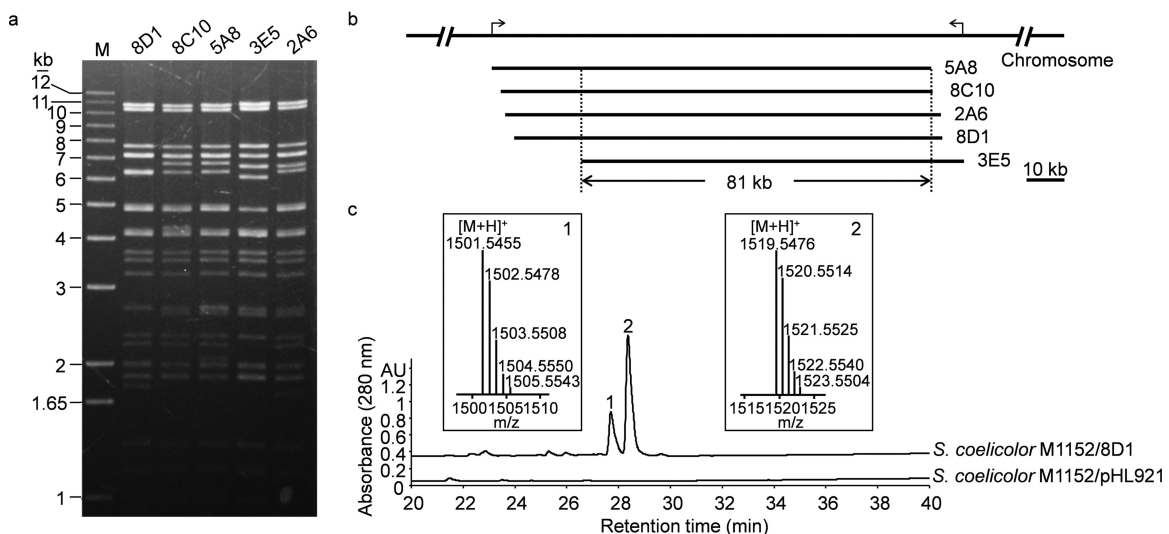 a
kb
M
8D1
8C10
5A8
3E5
2A6
12
11
10
9
8
7
6
5
4
3
2
1.65
1
b
Chromosome
5A8
8C10
2A6
8D1
3E5
81 kb
10 kb
c
[M+H]+ 1
1501.5455
1502.5478
1503.5508
1504.5550
1505.5543
1500 1505 1510
m/z
[M+H]+ 2
1519.5476
1520.5514
1521.5525
1522.5540
1523.5504
1515 1520 1525
m/z
Absorbance (280 nm)
AU
1.2
1
0.8
0.6
0.4
0.2
0
1
2
S. coelicolor M1152/8D1
S. coelicolor M1152/pHL921
20 22 24 26 28 30 32 34 36 38 40
Retention time (min)